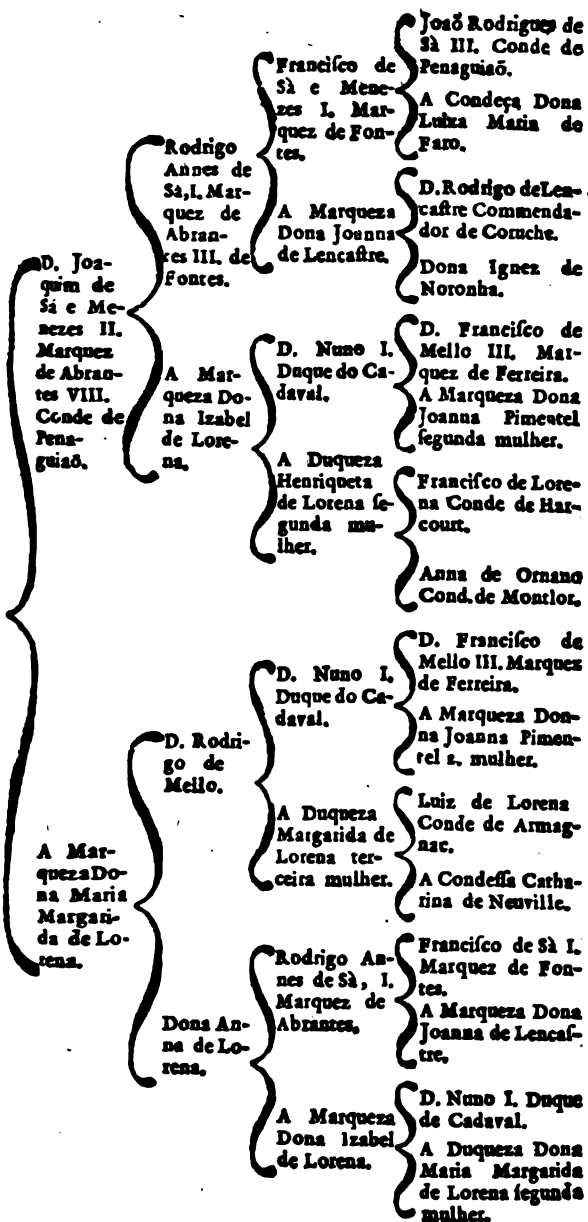 D. Joa-
quim de
Sá e Me-
nezes II.
Marquez
de Abran-
tes VIII.
Conde de
Pena-
guiaõ.
A Mar-
queza Do-
na Maria
Margari-
da de Lo-
rena.
Rodrigo
Annes de
Sà, I. Mar-
quez de
Abran-
tes III. de
Fontes.
A Mar-
queza Do-
na Izabel
de Lore-
na.
D. Rodri-
go de
Mello.
Dona An-
na de Lo-
rena.
Francisco de
Sà e Mene-
zes I. Mar-
quez de Fon-
tes.
A Marqueza
Dona Joanna
de Lencaſtre.
D. Nuno I.
Duque do Ca-
daval.
A Duqueza
Henriqueta
de Lorena ſe-
gunda mu-
lher.
D. Nuno I.
Duque do Ca-
daval.
A Duqueza
Margarida de
Lorena ter-
ceira mulher.
Rodrigo An-
nes de Sà, I.
Marquez de
Abrantes.
A Marqueza
Dona Izabel
de Lorena.
Joaõ Rodrigues de
Sà III. Conde de
Penaguiaõ.
A Condeça Dona
Luiza Maria de
Faro.
D. Rodrigo de Len-
caſtre Commenda-
dor de Coruche.
Dona Ignez de
Noronha.
D. Franciſco de
Mello III. Mar-
quez de Ferreira.
A Marqueza Dona
Joanna Pimentel
ſegunda mulher.
Franciſco de Lore-
na Conde de Har-
court.
Anna de Ornano
Cond. de Montlor.
D. Franciſco de
Mello III. Marquez
de Ferreira.
A Marqueza Don-
na Joanna Pimen-
tel 2. mulher.
Luiz de Lorena
Conde de Armag-
nac.
A Condeſſa Catha-
rina de Neuville.
Franciſco de Sà I.
Marquez de Fon-
tes.
A Marqueza Dona
Joanna de Lencaſ-
tre.
D. Nuno I. Duque
de Cadaval.
A Duqueza Dona
Maria Margarida
de Lorena ſegunda
mulher.